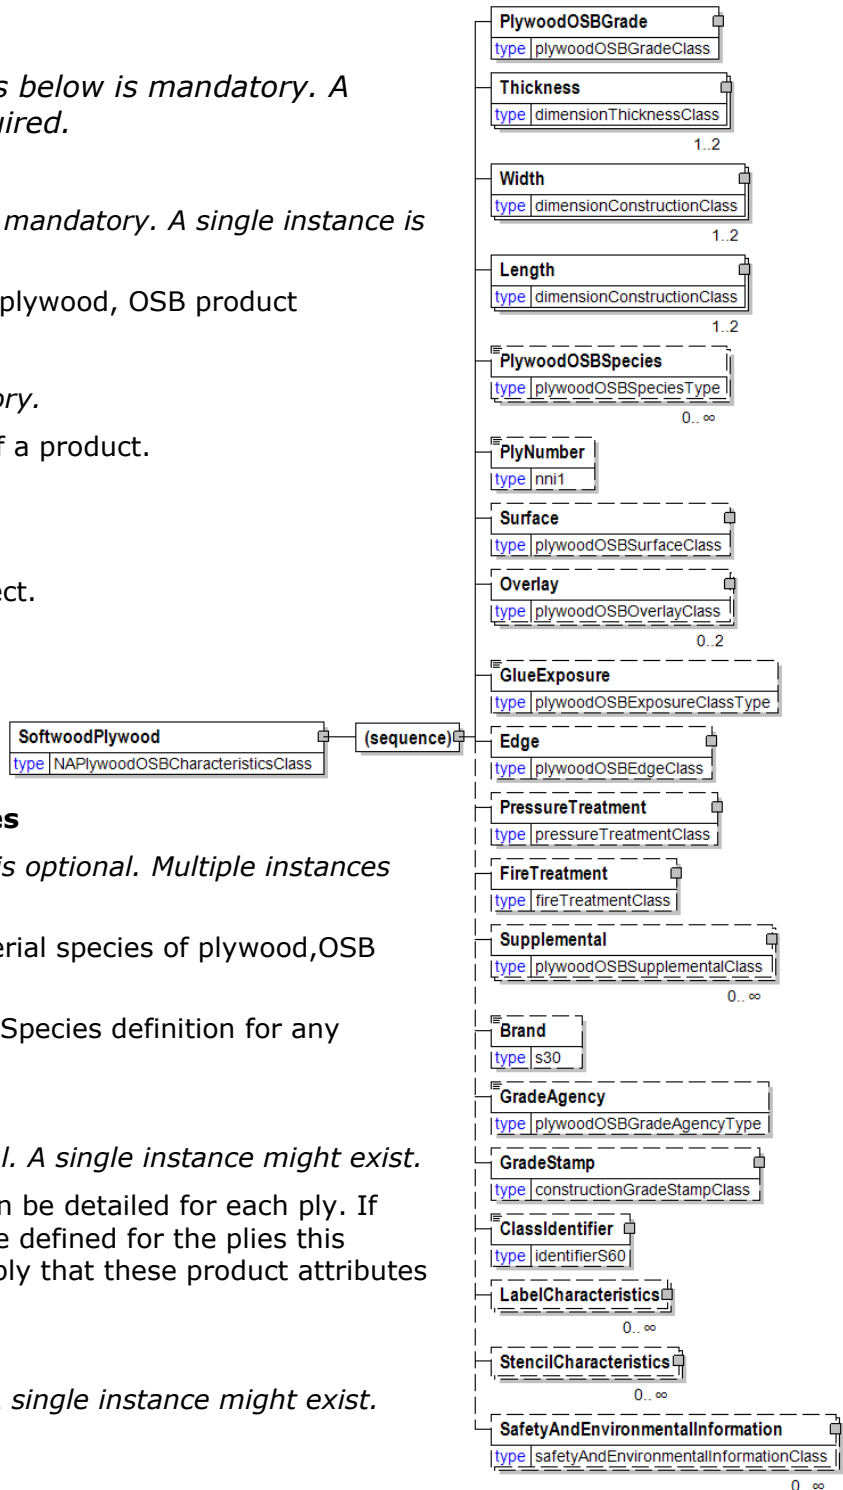 s below is mandatory. A
uired.
mandatory. A single instance is
plywood, OSB product
ory.
f a product.
ect.
es
is optional. Multiple instances
erial species of plywood,OSB
Species definition for any
l. A single instance might exist.
n be detailed for each ply. If
e defined for the plies this
ply that these product attributes
single instance might exist.
SoftwoodPlywood
type NAPlywoodOSBCharacteristicsClass
(sequence)
PlywoodOSBGrade
type plywoodOSBGradeClass
Thickness
type dimensionThicknessClass
1..2
Width
type dimensionConstructionClass
1..2
Length
type dimensionConstructionClass
1..2
PlywoodOSBSpecies
type plywoodOSBSpeciesType
0..∞
PlyNumber
type nni1
Surface
type plywoodOSBSurfaceClass
Overlay
type plywoodOSBOverlayClass
0..2
GlueExposure
type plywoodOSBExposureClassType
Edge
type plywoodOSBEdgeClass
PressureTreatment
type pressureTreatmentClass
FireTreatment
type fireTreatmentClass
Supplemental
type plywoodOSBSupplementalClass
0..∞
Brand
type s30
GradeAgency
type plywoodOSBGradeAgencyType
GradeStamp
type constructionGradeStampClass
ClassIdentifier
type identifierS60
LabelCharacteristics
0..∞
StencilCharacteristics
0..∞
SafetyAndEnvironmentalInformation
type safetyAndEnvironmentalInformationClass
0..∞